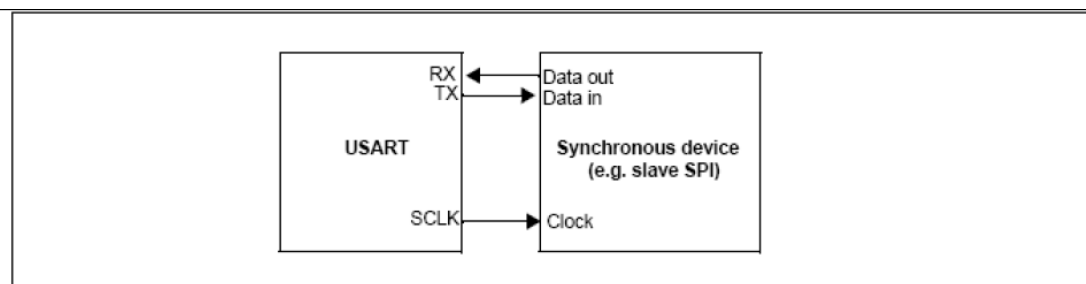 RX
TX
Data out
Data in
USART
Synchronous device
(e.g. slave SPI)
SCLK
Clock